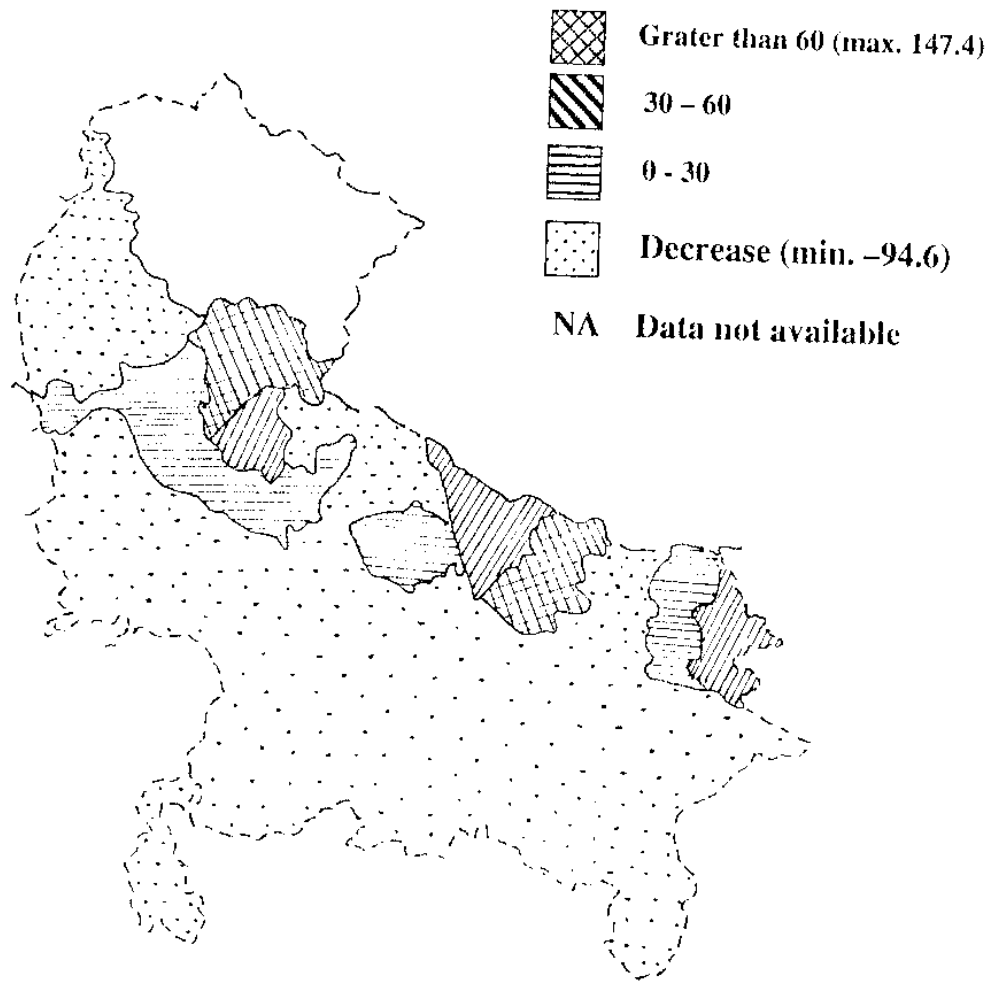 Grater than 60 (max. 147.4)
30 – 60
0 - 30
Decrease (min. –94.6)
NA Data not available